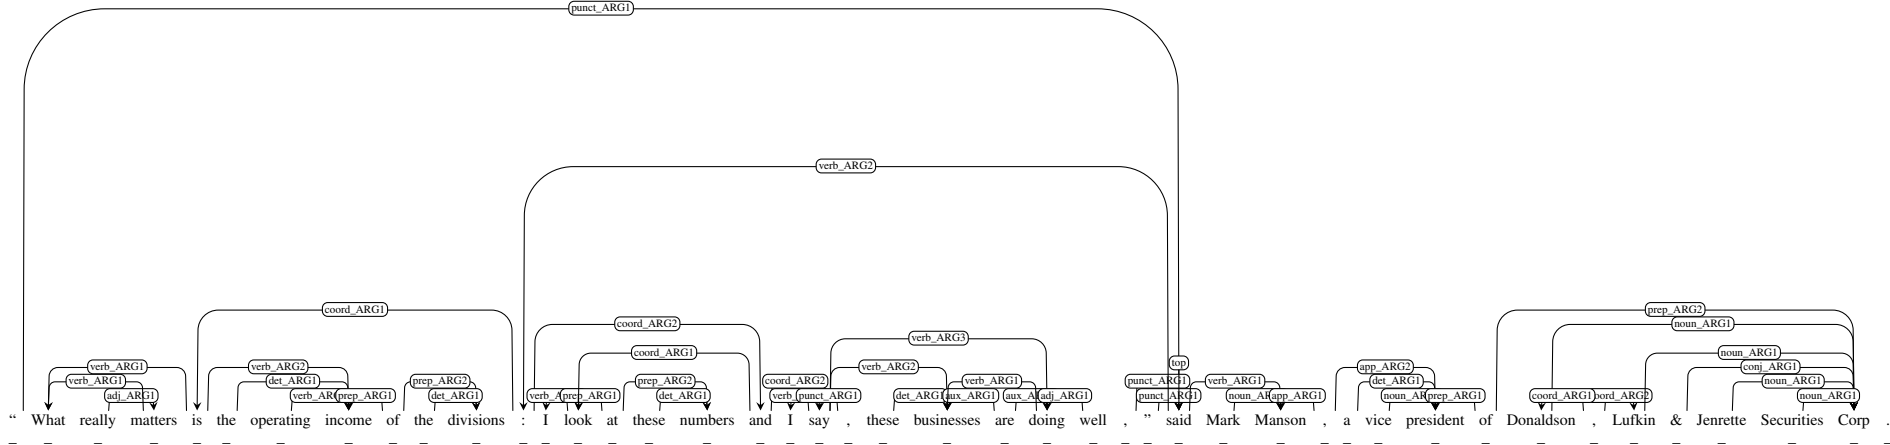 punct_ARG1
verb_ARG2
coord_ARG1 prep_ARG2
coord_ARG2 noun_ARG1
verb_ARG3
coord_ARG1 noun_ARG1
top
verb_ARG1 verb_ARG2 verb_ARG2 app_ARG2 conj_ARG1
verb_ARG1 det_ARG1 prep_ARG2 prep_ARG2 coord_ARG2 verb_ARG1 punct_ARG1 verb_ARG1 det_ARG1 noun_ARG1
adj_ARG1 prep_ARG1 det_ARG1 prep_ARG1 det_ARG1 punct_ARG1 det_ARG1 aux_ARG1 adj_ARG1 punct_ARG1 app_ARG1 prep_ARG1 coord_ARG1 noun_ARG1
“ What really matters is the operating income of the divisions : I look at these numbers and I say , these businesses are doing well , ” said Mark Manson , a vice president of Donaldson , Lufkin & Jenrette Securities Corp .